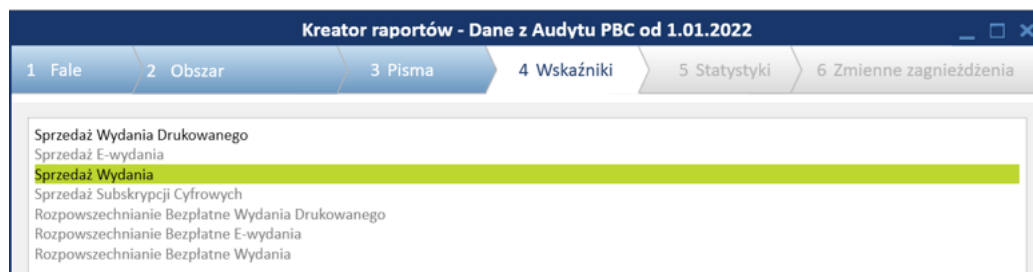 Kreator raportów - Dane z Audytu PBC od 1.01.2022
1 Fale 2 Obszar 3 Pisma 4 Wskaźniki 5 Statystyki 6 Zmienne zagnieżdżenia
Sprzedaż Wydania Drukowanego
Sprzedaż E-wydania
Sprzedaż Wydania
Sprzedaż Subskrypcji Cyfrowych
Rozpowszechnianie Bezpłatne Wydania Drukowanego
Rozpowszechnianie Bezpłatne E-wydania
Rozpowszechnianie Bezpłatne Wydania